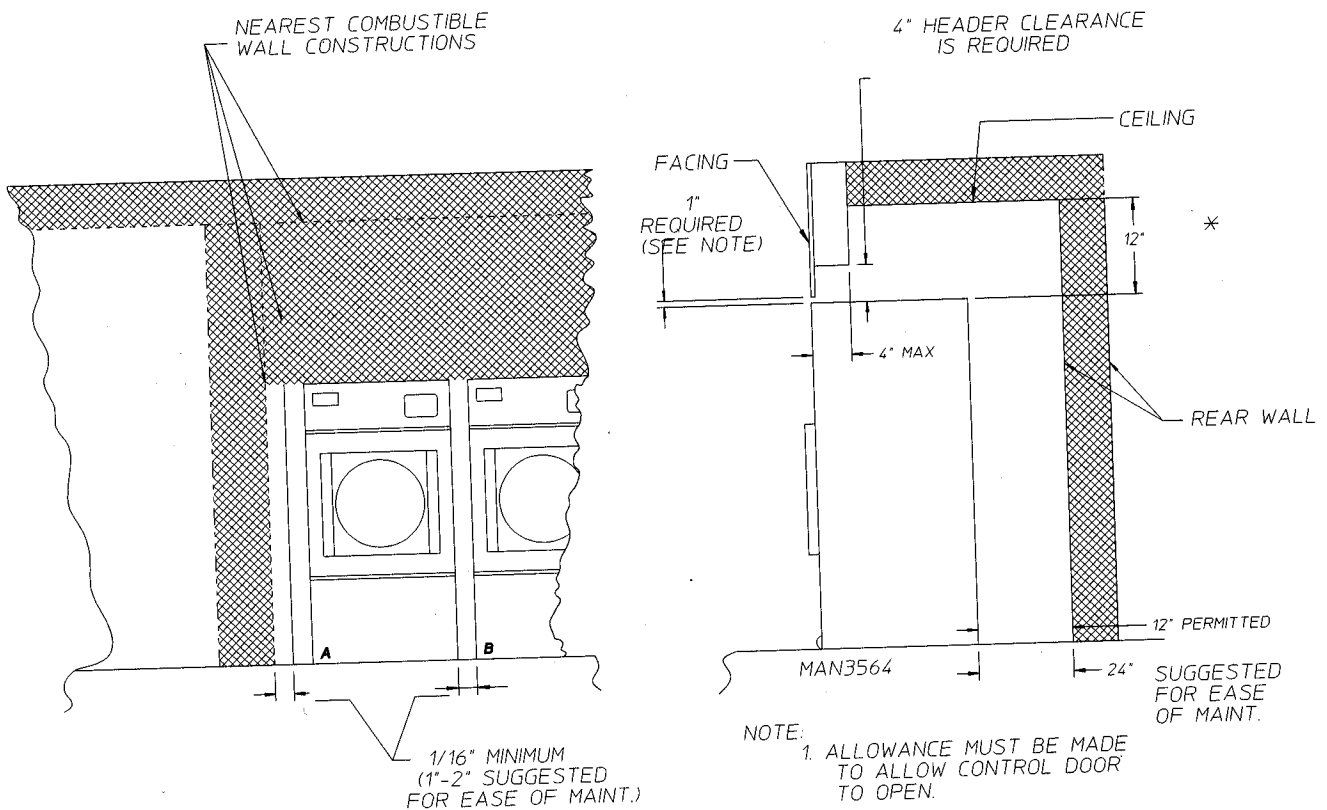 NEAREST COMBUSTIBLE
WALL CONSTRUCTIONS
4" HEADER CLEARANCE
IS REQUIRED
CEILING
FACING
1"
REQUIRED
(SEE NOTE)
12"
*
4" MAX
REAR WALL
A
B
12" PERMITTED
MAN3564
24"
SUGGESTED
FOR EASE
OF MAINT.
1/16" MINIMUM
(1"-2" SUGGESTED
FOR EASE OF MAINT.)
NOTE:
1. ALLOWANCE MUST BE MADE
TO ALLOW CONTROL DOOR
TO OPEN.